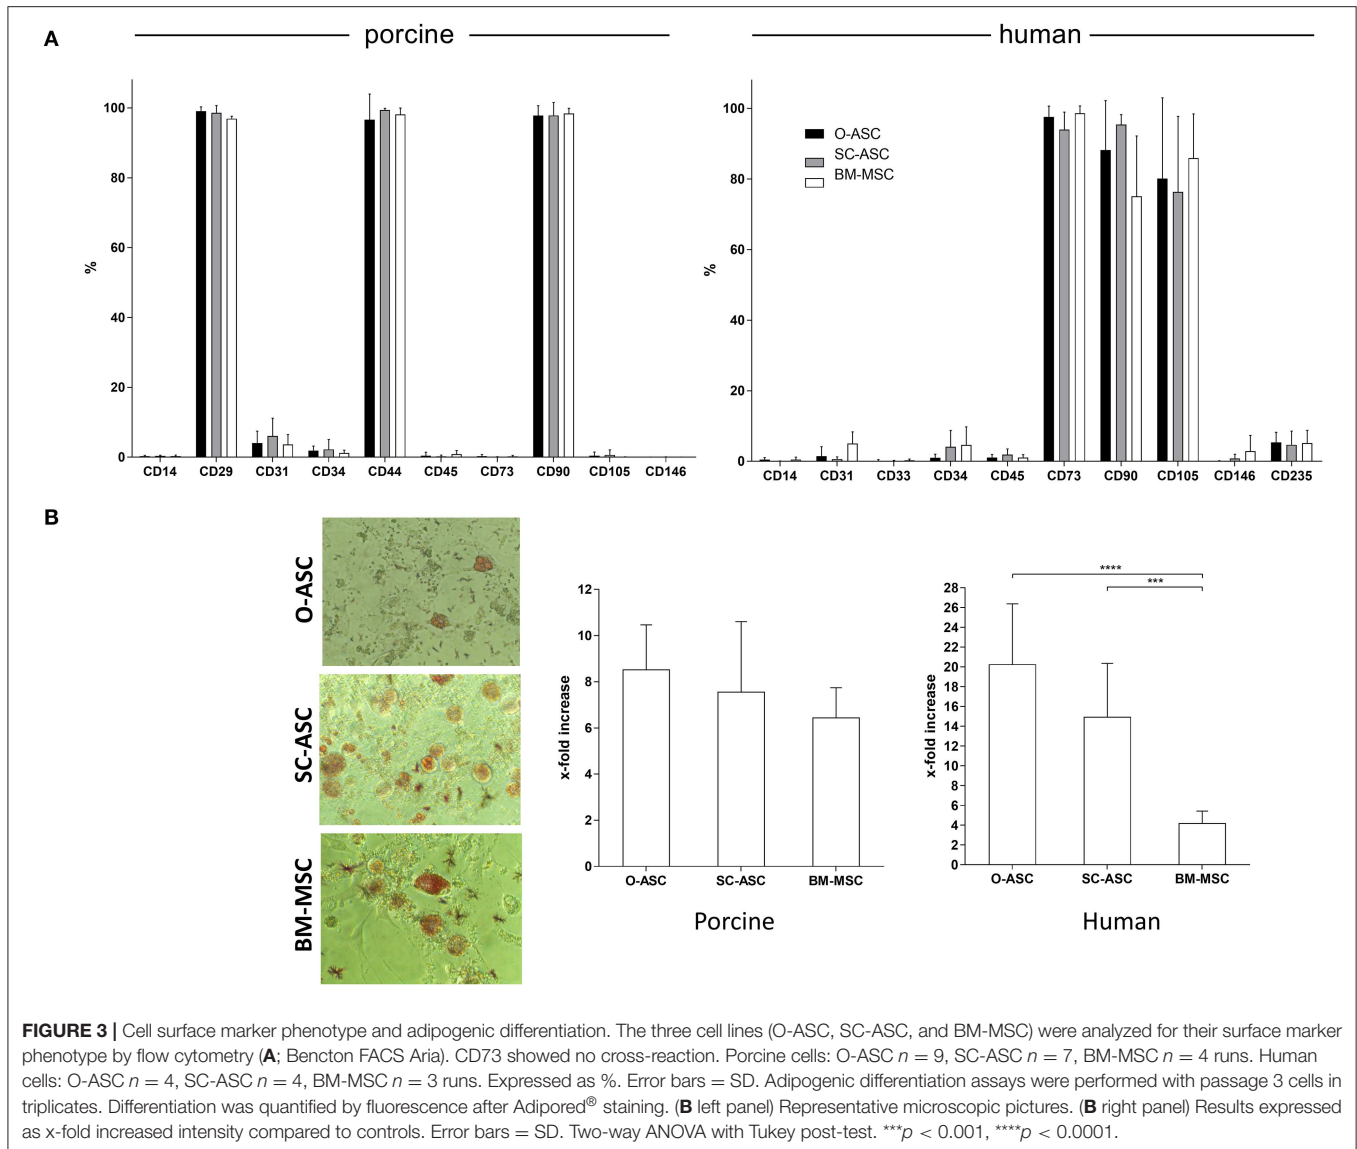 A
porcine
human
100
80
60
40
20
0
%
CD14 CD29 CD31 CD34 CD44 CD45 CD73 CD90 CD105 CD146
100
80
60
40
20
0
%
O-ASC
SC-ASC
BM-MSC
CD14 CD31 CD33 CD34 CD45 CD73 CD90 CD105 CD146 CD235
B
O-ASC
SC-ASC
BM-MSC
12
10
8
6
4
2
0
x-fold increase
O-ASC SC-ASC BM-MSC
Porcine
****
***
28
26
24
22
20
18
16
14
12
10
8
6
4
2
0
x-fold increase
O-ASC SC-ASC BM-MSC
Human
FIGURE 3 | Cell surface marker phenotype and adipogenic differentiation. The three cell lines (O-ASC, SC-ASC, and BM-MSC) were analyzed for their surface marker
phenotype by flow cytometry (A; Bencton FACS Aria). CD73 showed no cross-reaction. Porcine cells: O-ASC n = 9, SC-ASC n = 7, BM-MSC n = 4 runs. Human
cells: O-ASC n = 4, SC-ASC n = 4, BM-MSC n = 3 runs. Expressed as %. Error bars = SD. Adipogenic differentiation assays were performed with passage 3 cells in
triplicates. Differentiation was quantified by fluorescence after Adipored® staining. (B left panel) Representative microscopic pictures. (B right panel) Results expressed
as x-fold increased intensity compared to controls. Error bars = SD. Two-way ANOVA with Tukey post-test. ***p < 0.001, ****p < 0.0001.